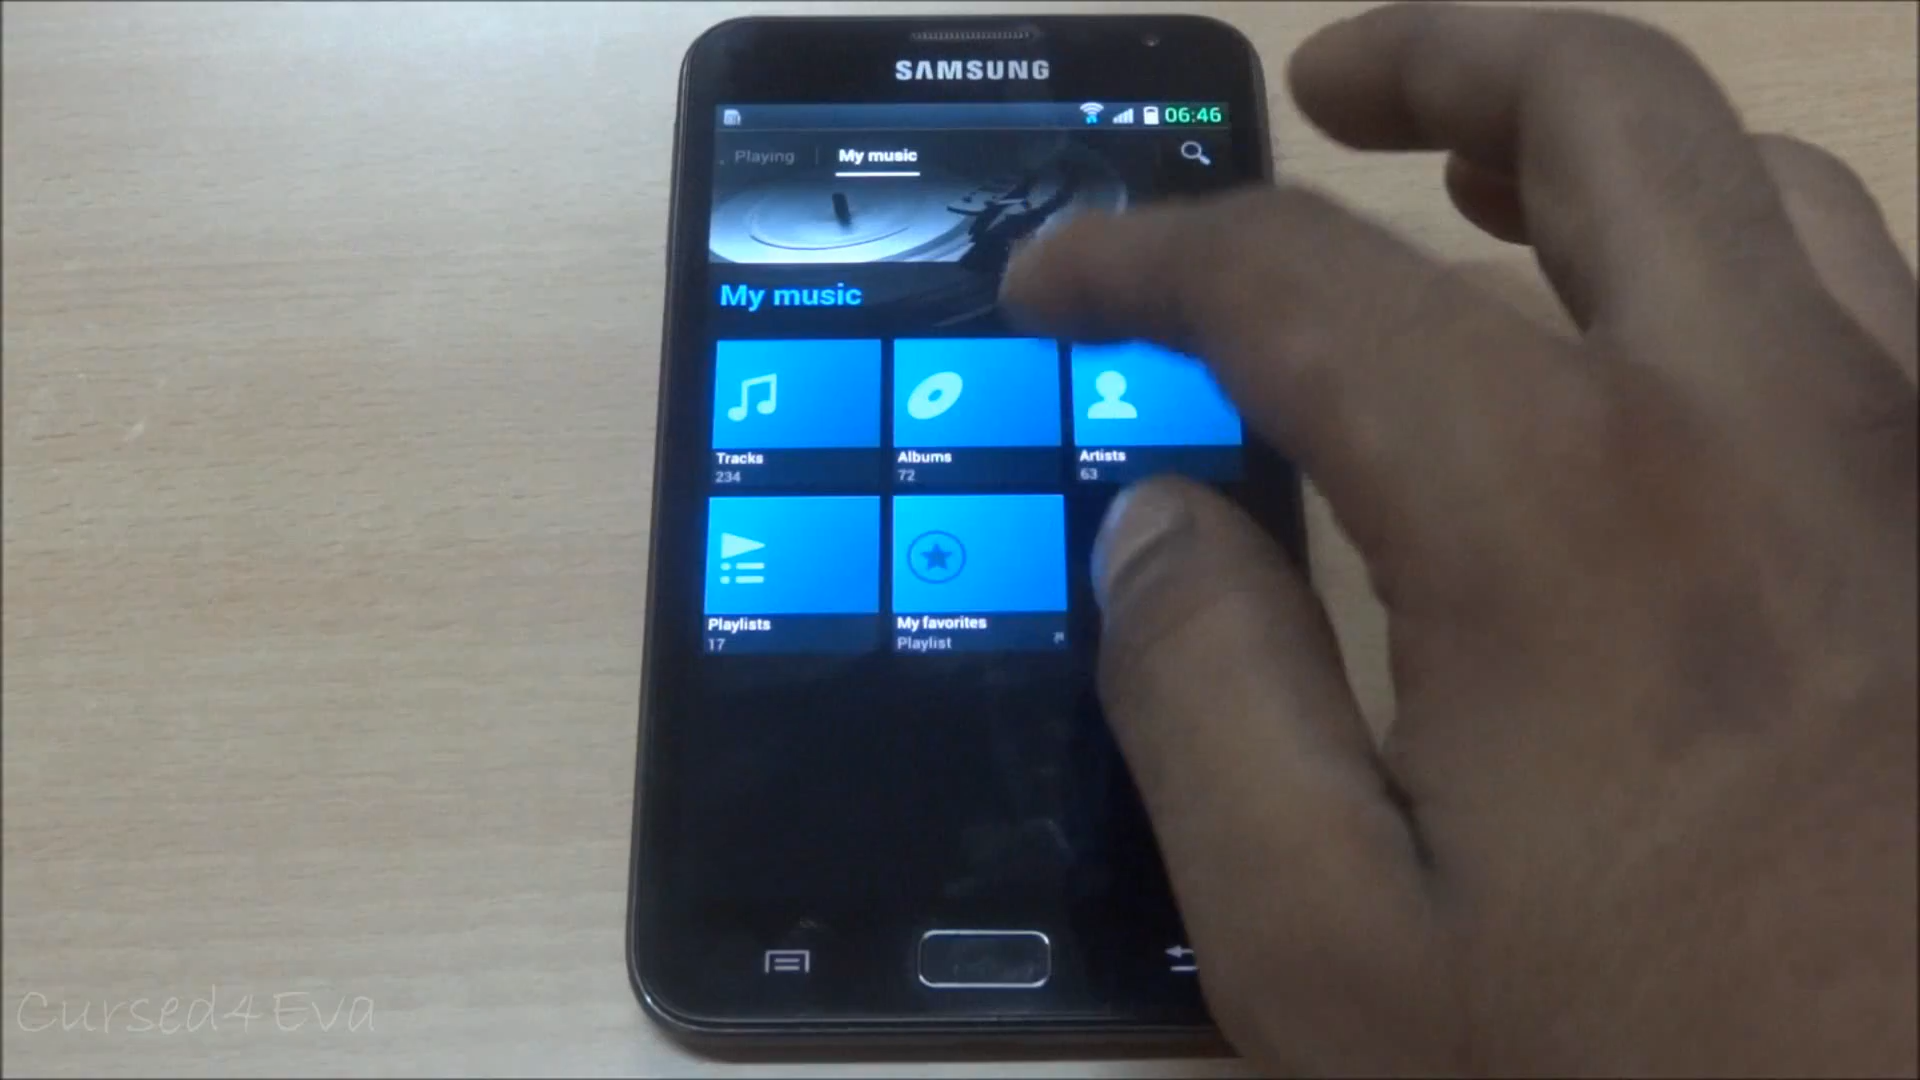 SAMSUNG
06:46
Playing My music
My music
Tracks
234
Albums
72
Artists
63
Playlists
17
My favorites
Playlist
Cursed4Eva